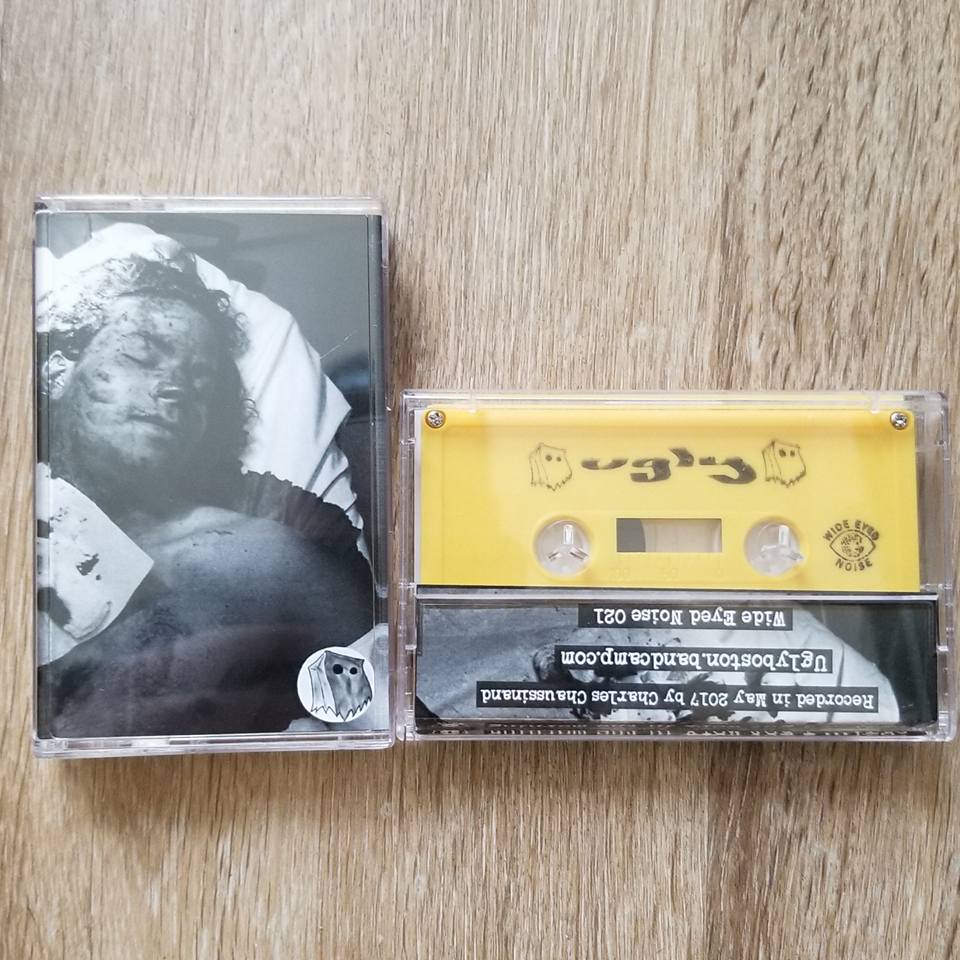 ugly
WIDE EYED
NOISE
Recorded in May 2017 by Charles Chaussinand
Uglyboston.bandcamp.com
Wide Eyed Noise 021